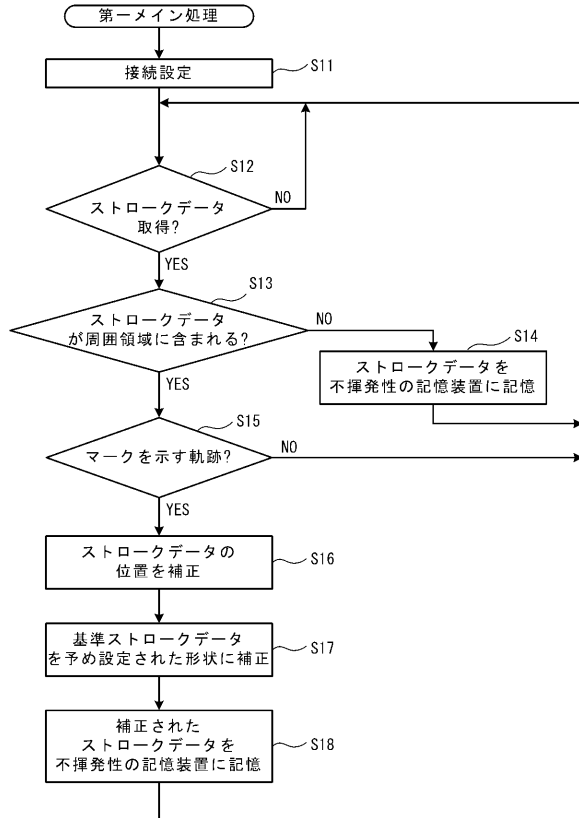 第一メイン処理
接続設定
S11
S12
ストロークデータ
取得?
NO
YES
S13
ストロークデータ
が周囲領域に含まれる?
NO
YES
S14
ストロークデータを
不揮発性の記憶装置に記憶
S15
マークを示す軌跡?
NO
YES
ストロークデータの
位置を補正
S16
基準ストロークデータ
を予め設定された形状に補正
S17
補正された
ストロークデータを
不揮発性の記憶装置に記憶
S18